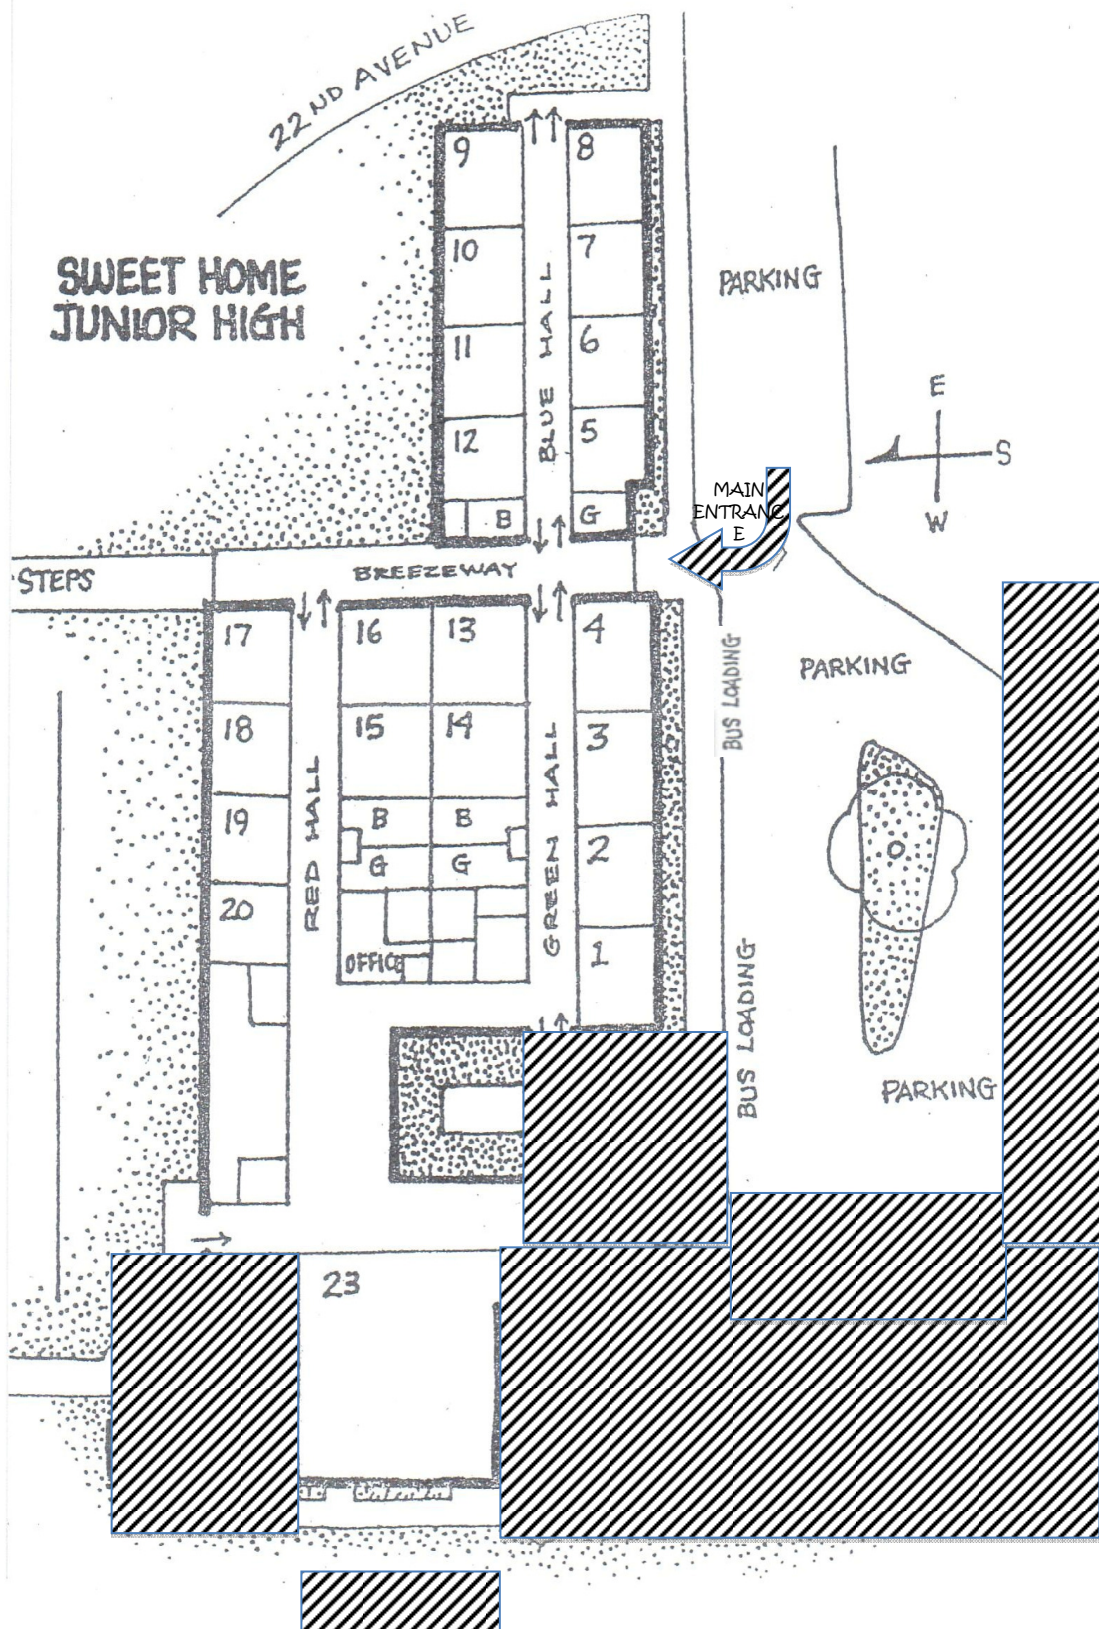 22ND AVENUE
SWEET HOME
JUNIOR HIGH
9
8
10
7
11
6
12
5
B
G
BLUE HALL
PARKING
E
S
W
MAIN
ENTRANC
E
STEPS
BREEZEWAY
17
16
13
4
18
15
14
3
19
B
B
2
G
G
20
OFFICE
1
RED HALL
GREEN HALL
BUS LOADING
PARKING
BUS LOADING
PARKING
23